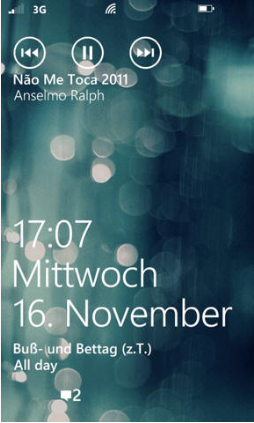 3G
Não Me Toca 2011
Anselmo Ralph
17:07
Mittwoch
16. November
Buß- und Bettag (z.T.)
All day
2